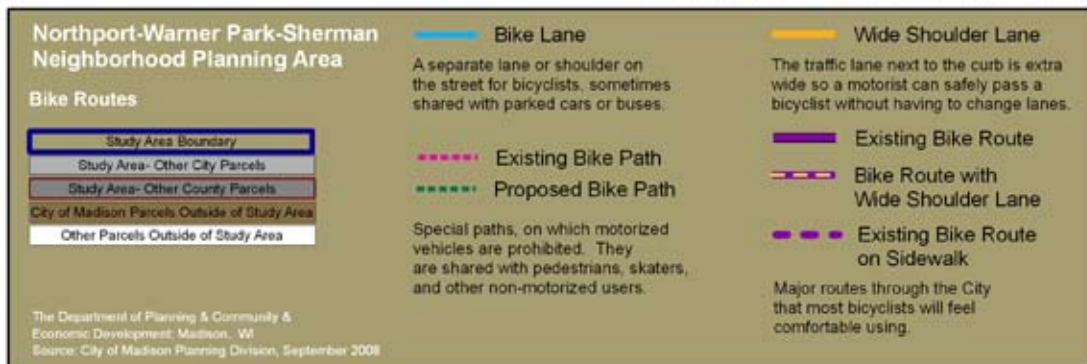 Northport-Warner Park-Sherman
Neighborhood Planning Area
Bike Routes
Study Area Boundary
Study Area- Other City Parcels
Study Area- Other County Parcels
City of Madison Parcels Outside of Study Area
Other Parcels Outside of Study Area
The Department of Planning & Community &
Economic Development: Madison, WI
Source: City of Madison Planning Division, September 2008
Bike Lane
A separate lane or shoulder on
the street for bicyclists, sometimes
shared with parked cars or buses.
Existing Bike Path
Proposed Bike Path
Special paths, on which motorized
vehicles are prohibited. They
are shared with pedestrians, skaters,
and other non-motorized users.
Wide Shoulder Lane
The traffic lane next to the curb is extra
wide so a motorist can safely pass a
bicyclist without having to change lanes.
Existing Bike Route
Bike Route with
Wide Shoulder Lane
Existing Bike Route
on Sidewalk
Major routes through the City
that most bicyclists will feel
comfortable using.